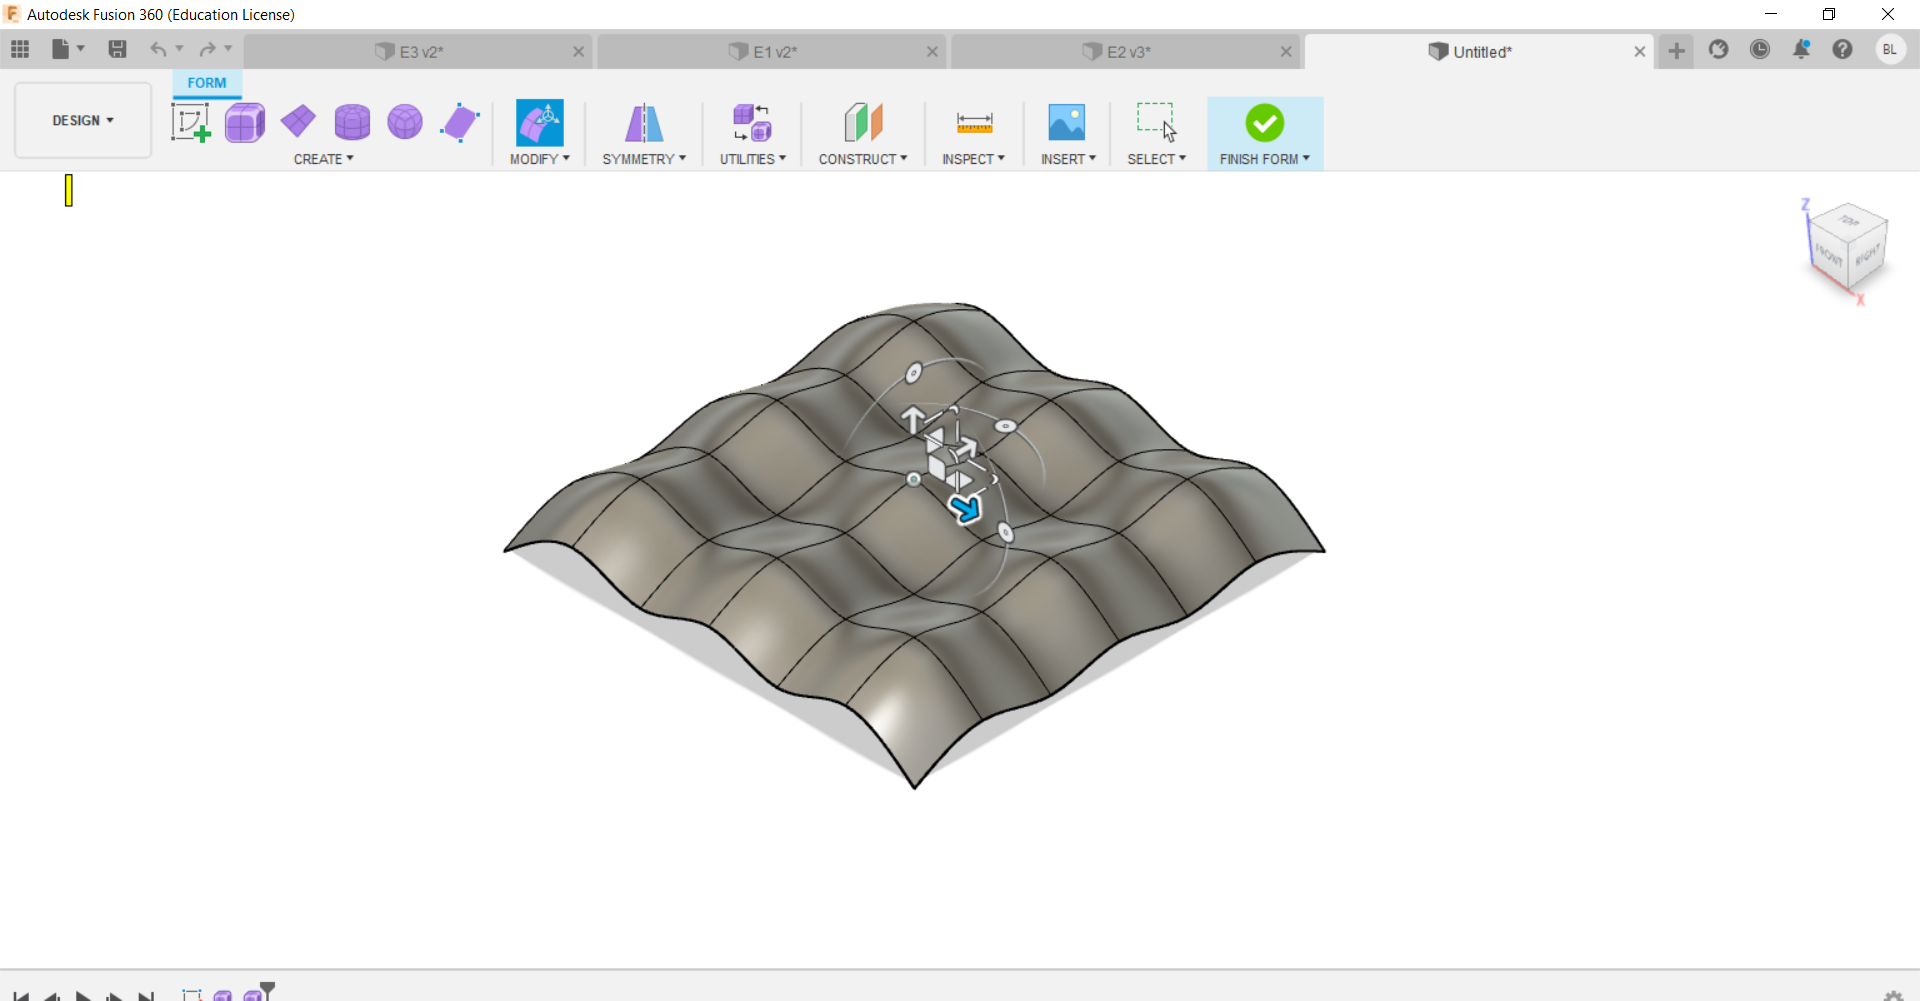 Autodesk Fusion 360 (Education License)
E3 v2*
E1 v2*
E2 v3*
Untitled*
BL
FORM
DESIGN
CREATE
MODIFY
SYMMETRY
UTILITIES
CONSTRUCT
INSPECT
INSERT
SELECT
FINISH FORM
Z
TOP
FRONT
RIGHT
X